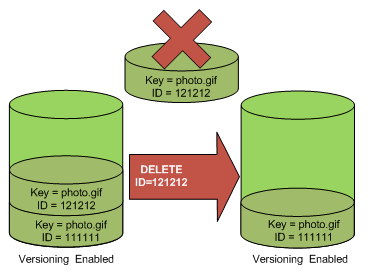 Key = photo.gif
ID = 121212
DELETE
ID=121212
Key = photo.gif
ID = 121212
Key = photo.gif
ID = 111111
Key = photo.gif
ID = 111111
Versioning Enabled
Versioning Enabled